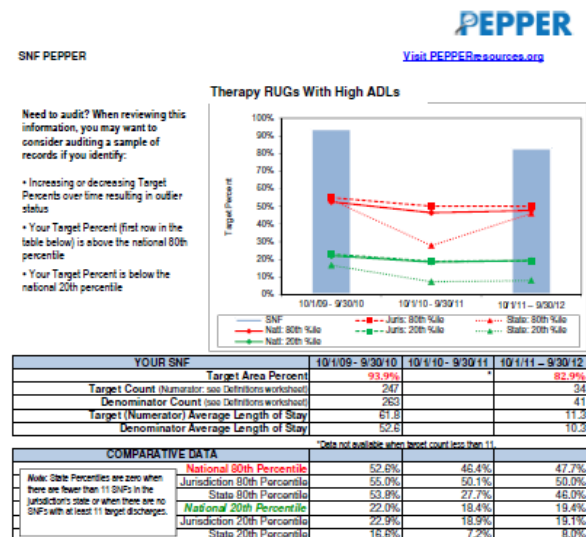 PEPPER
SNF PEPPER
Visit PEPPERresources.org
Therapy RUGs With High ADLs
Need to audit? When reviewing this
information, you may want to
consider auditing a sample of
records if you identify:
• Increasing or decreasing Target
Percents over time resulting in outlier
status
• Your Target Percent (first row in the
table below) is above the national 80th
percentile
• Your Target Percent is below the
national 20th percentile
Target Percent
100%
90%
80%
70%
60%
50%
40%
30%
20%
10%
0%
10/1/09 - 9/30/10 10/1/10 - 9/30/11 10/1/11 – 9/30/12
SNF Juris: 80th %ile State: 80th %ile
Natl: 80th %ile Juris: 20th %ile State: 20th %ile
Natl: 20th %ile
YOUR SNF 10/1/09 - 9/30/10 10/1/10 - 9/30/11 10/1/11 – 9/30/12
Target Area Percent 93.9% * 82.9%
Target Count (Numerator: see Definitions worksheet) 247 34
Denominator Count (see Definitions worksheet) 263 41
Target (Numerator) Average Length of Stay 61.8 11.3
Denominator Average Length of Stay 52.6 10.3
*Data not available when target count less than 11.
COMPARATIVE DATA
Note: State Percentiles are zero when
there are fewer than 11 SNFs in the
jurisdiction's state or when there are no
SNFs with at least 11 target discharges.
National 80th Percentile 52.6% 46.4% 47.7%
Jurisdiction 80th Percentile 55.0% 50.1% 50.0%
State 80th Percentile 53.8% 27.7% 46.0%
National 20th Percentile 22.0% 18.4% 19.4%
Jurisdiction 20th Percentile 22.9% 18.9% 19.1%
State 20th Percentile 16.6% 7.2% 8.0%